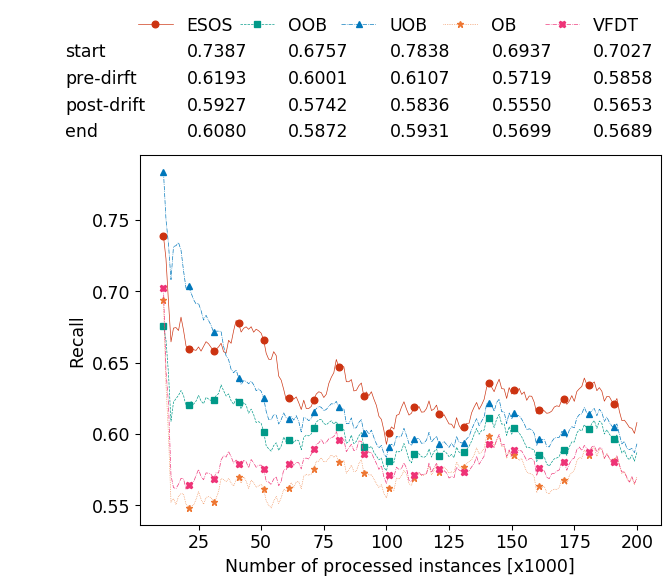 ESOS OOB UOB OB VFDT
start 0.7387 0.6757 0.7838 0.6937 0.7027
pre-dirft 0.6193 0.6001 0.6107 0.5719 0.5858
post-drift 0.5927 0.5742 0.5836 0.5550 0.5653
end 0.6080 0.5872 0.5931 0.5699 0.5689
0.75
0.70
0.65
0.60
0.55
Recall
25 50 75 100 125 150 175 200
Number of processed instances [x1000]